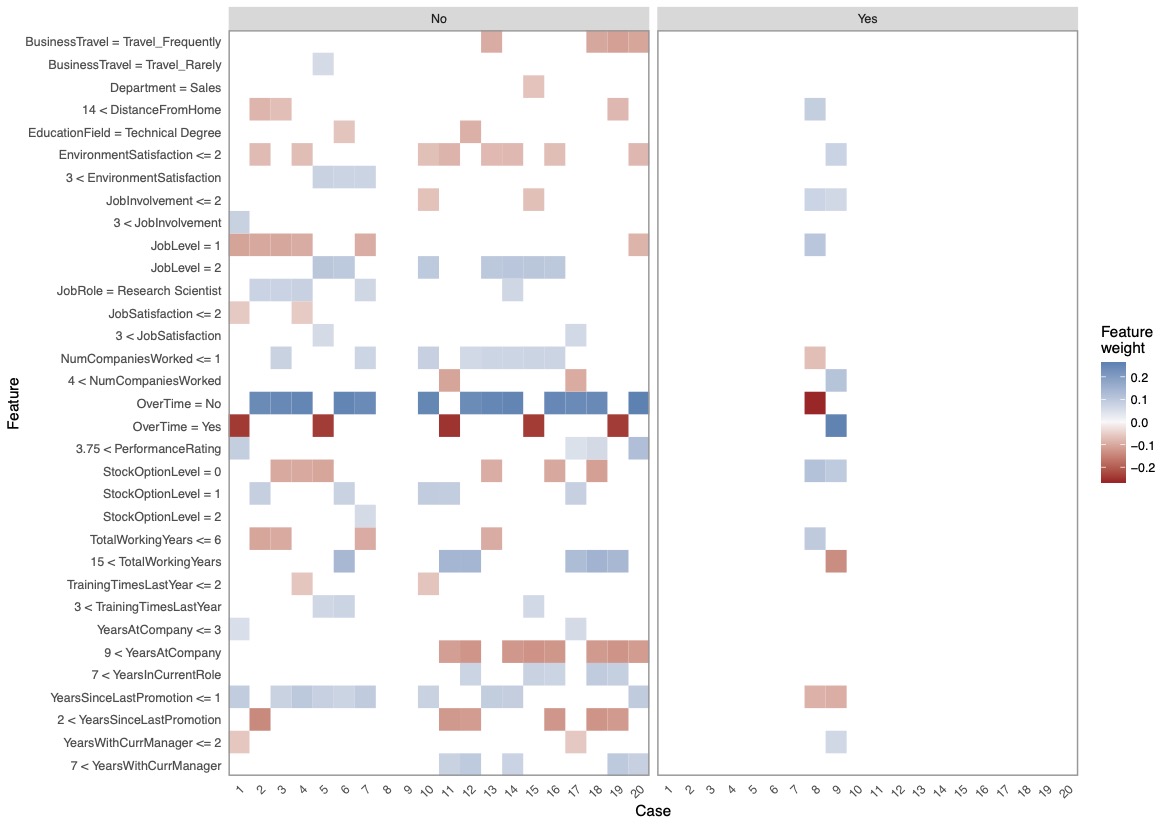 No Yes
BusinessTravel = Travel_Frequently
BusinessTravel = Travel_Rarely
Department = Sales
14 < DistanceFromHome
EducationField = Technical Degree
EnvironmentSatisfaction <= 2
3 < EnvironmentSatisfaction
JobInvolvement <= 2
3 < JobInvolvement
JobLevel = 1
JobLevel = 2
JobRole = Research Scientist
JobSatisfaction <= 2
3 < JobSatisfaction
NumCompaniesWorked <= 1
4 < NumCompaniesWorked
OverTime = No
OverTime = Yes
3.75 < PerformanceRating
StockOptionLevel = 0
StockOptionLevel = 1
StockOptionLevel = 2
TotalWorkingYears <= 6
15 < TotalWorkingYears
TrainingTimesLastYear <= 2
3 < TrainingTimesLastYear
YearsAtCompany <= 3
9 < YearsAtCompany
7 < YearsInCurrentRole
YearsSinceLastPromotion <= 1
2 < YearsSinceLastPromotion
YearsWithCurrManager <= 2
7 < YearsWithCurrManager
Feature
1 2 3 4 5 6 7 8 9 10 11 12 13 14 15 16 17 18 19 20 1 2 3 4 5 6 7 8 9 10 11 12 13 14 15 16 17 18 19 20
Case
Feature
weight
0.2
0.1
0.0
−0.1
−0.2